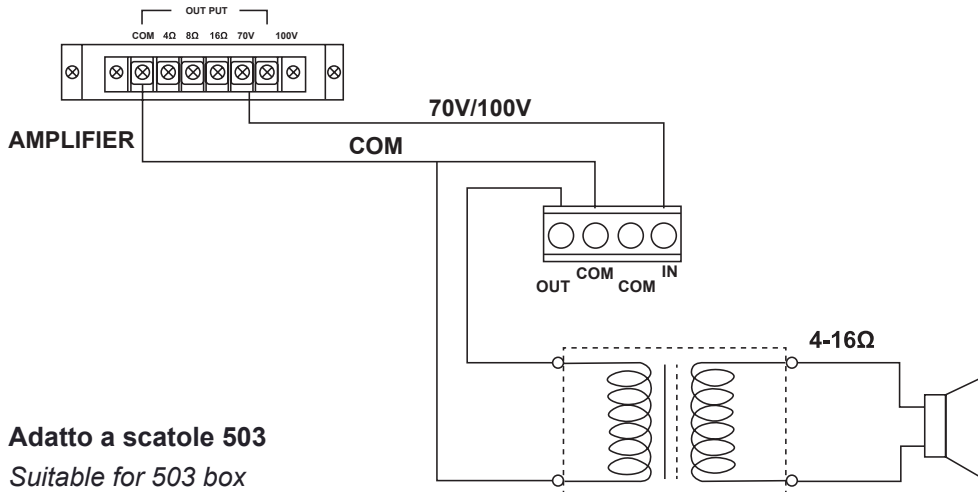 OUT PUT
COM 4Ω 8Ω 16Ω 70V 100V
70V/100V
AMPLIFIER
COM
OUT COM COM IN
4-16Ω
Adatto a scatole 503
Suitable for 503 box